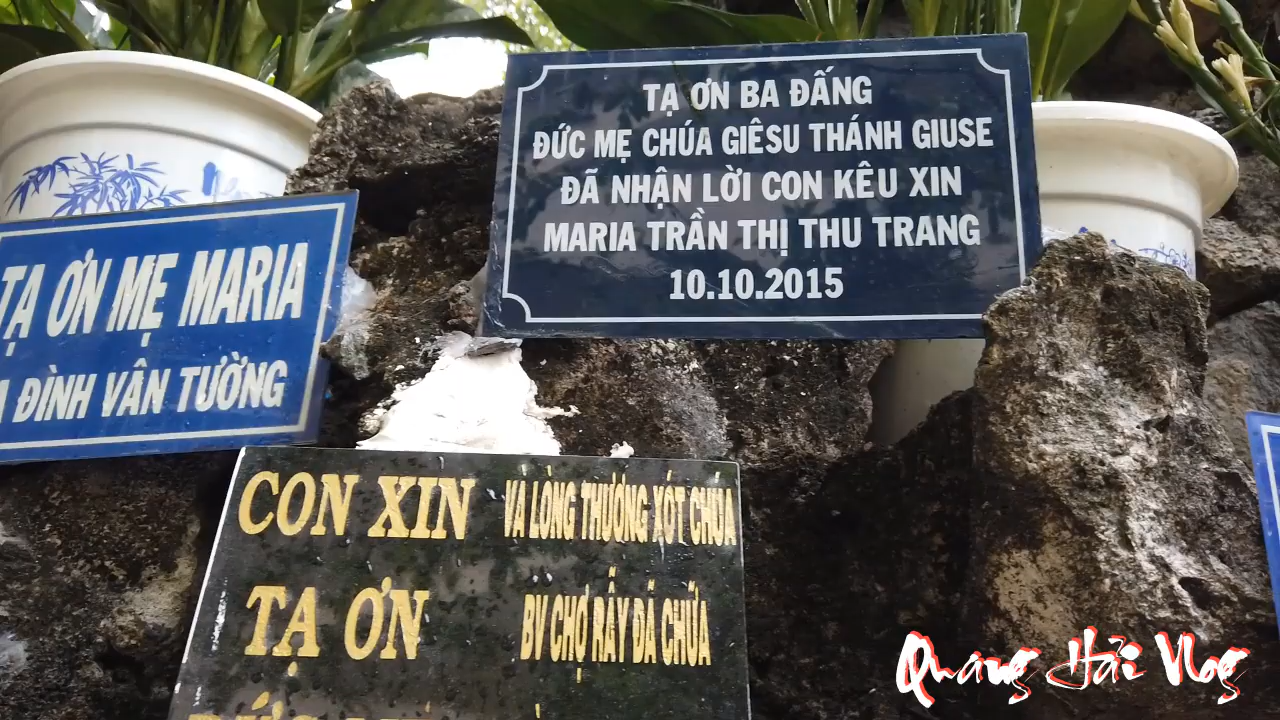 TẠ ƠN BA ĐẤNG
ĐỨC MẸ CHÚA GIÊSU THÁNH GIUSE
ĐÃ NHẬN LỜI CON KÊU XIN
MARIA TRẦN THỊ THU TRANG
10.10.2015
TẠ ƠN MẸ MARIA
ĐÌNH VÂN TƯỜNG
CON XIN VÀ LÒNG THƯƠNG XÓT CHÚA
TẠ ƠN BV CHỢ RẪY ĐÃ CHỮA
Quảng Hải Vlog